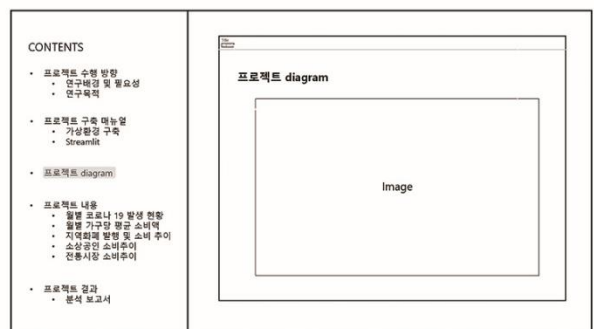 CONTENTS
• 프로젝트 수행 방향
• 연구배경 및 필요성
• 연구목적
• 프로젝트 구축 매뉴얼
• 가상환경 구축
• Streamlit
• 프로젝트 diagram
• 프로젝트 내용
• 월별 코로나 19 발생 현황
• 월별 가구당 평균 소비액
• 지역화폐 발행 및 소비 추이
• 소상공인 소비추이
• 전통시장 소비추이
• 프로젝트 결과
• 분석 보고서
Title
프로젝트 diagram
Image